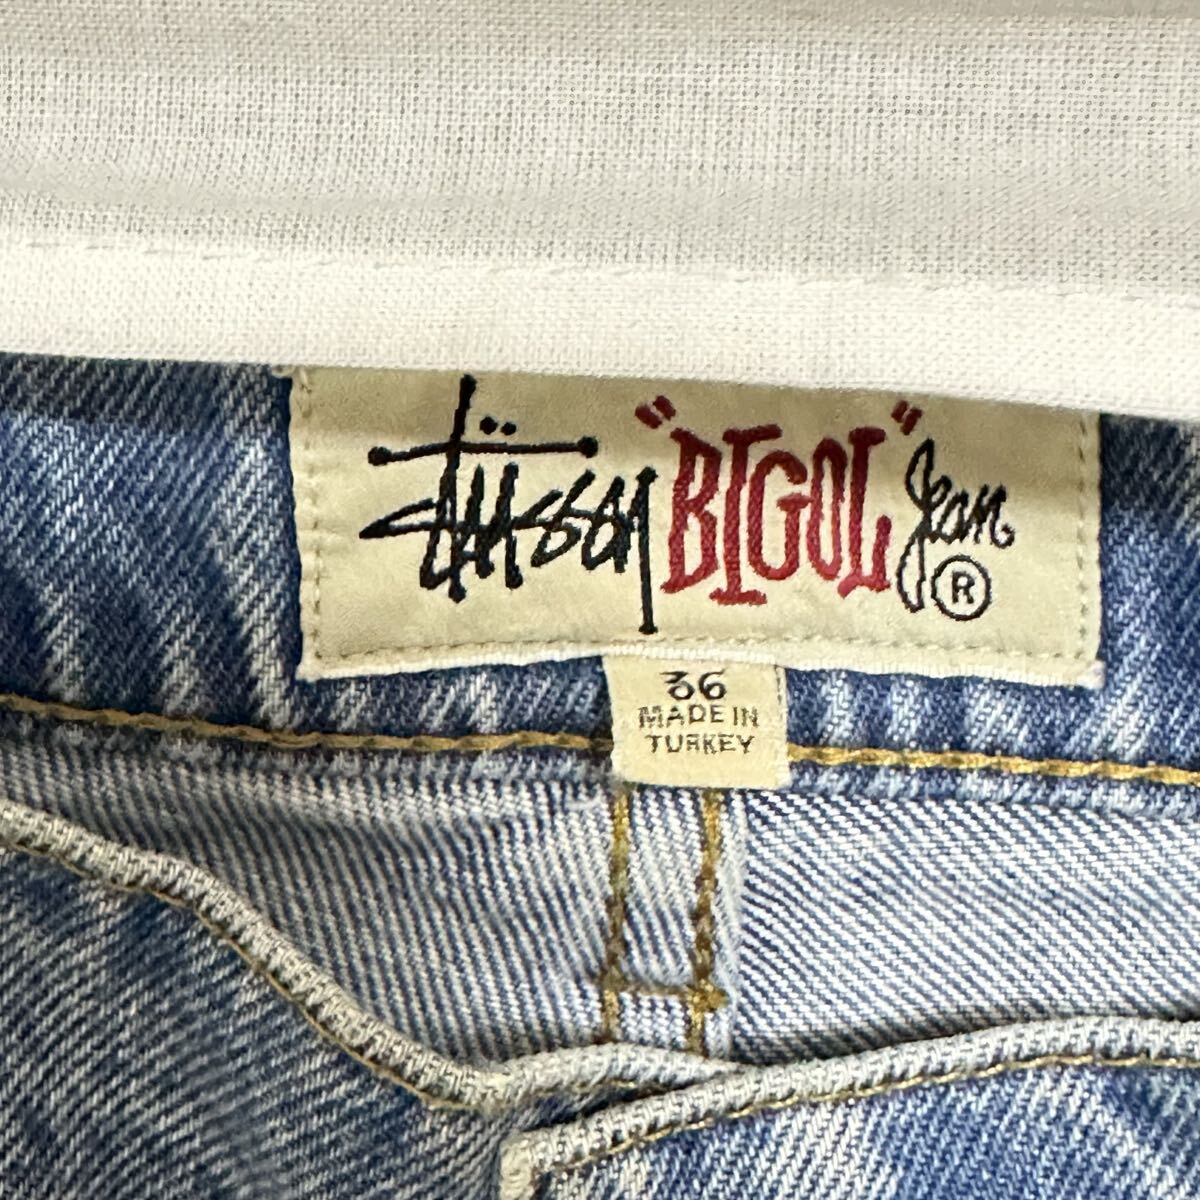 Stüssy "BIGOL" Jean ®
36
MADE IN
TURKEY